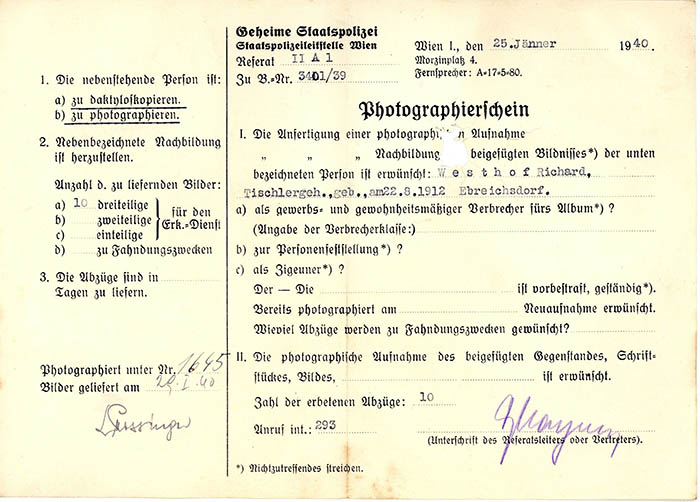 Geheime Staatspolizei
Staatspolizeileitstelle Wien
Referat II A 1
Zu B.-Nr. 3401/39
Wien I., den 25.Jänner 1940.
Morzinplatz 4.
Fernsprecher: A-17-5-80.
1. Die nebenstehende Person ist:
a) zu daktyloskopieren.
b) zu photographieren.
2. Nebenbezeichnete Nachbildung
ist herzustellen.
Anzahl d. zu liefernden Bilder:
a) 10 dreiteilige
b) zweiteilige
c) einteilige
für den
Erk.-Dienst
d) zu Fahndungszwecken
3. Die Abzüge sind in
Tagen zu liefern.
Photographiert unter Nr. 1645
Bilder geliefert am 29.I.40
Photographierschein
I. Die Anfertigung einer photographi n Aufnahme
„ „ „ Nachbildung beigefügten Bildnisses*) der unten
bezeichneten Person ist erwünscht: Westhof Richard,
Tischlergeh.,geb.,am22.8.1912 Ebreichsdorf.
a) als gewerbs- und gewohnheitsmäßiger Verbrecher fürs Album*) ?
(Angabe der Verbrecherklasse:)
b) zur Personenfeststellung*) ?
c) als Zigeuner*) ?
Der — Die ist vorbestraft, geständig*).
Bereits photographiert am Neuaufnahme erwünscht.
Wieviel Abzüge werden zu Fahndungszwecken gewünscht?
II. Die photographische Aufnahme des beigefügten Gegenstandes, Schrift-
stückes, Bildes, ist erwünscht.
Zahl der erbetenen Abzüge: 10
Anruf int.: 293
(Unterschrift des Referatsleiters oder Vertreters).
*) Nichtzutreffendes streichen.